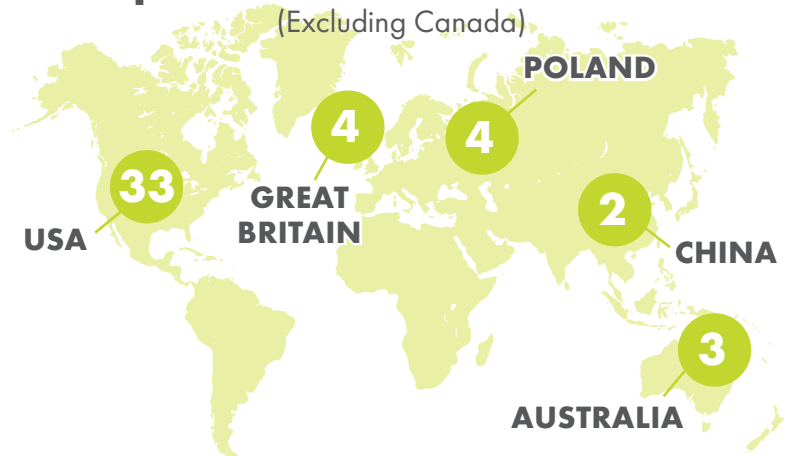 (Excluding Canada)
POLAND
4
4
33
GREAT
BRITAIN
2
USA
CHINA
3
AUSTRALIA